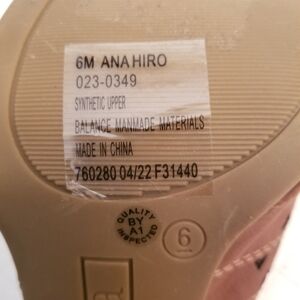 6M ANAHIRO
023-0349
SYNTHETIC UPPER
BALANCE MANMADE MATERIALS
MADE IN CHINA
760280 04/22 F31440
QUALITY
BY
A1
INSPECTED
6